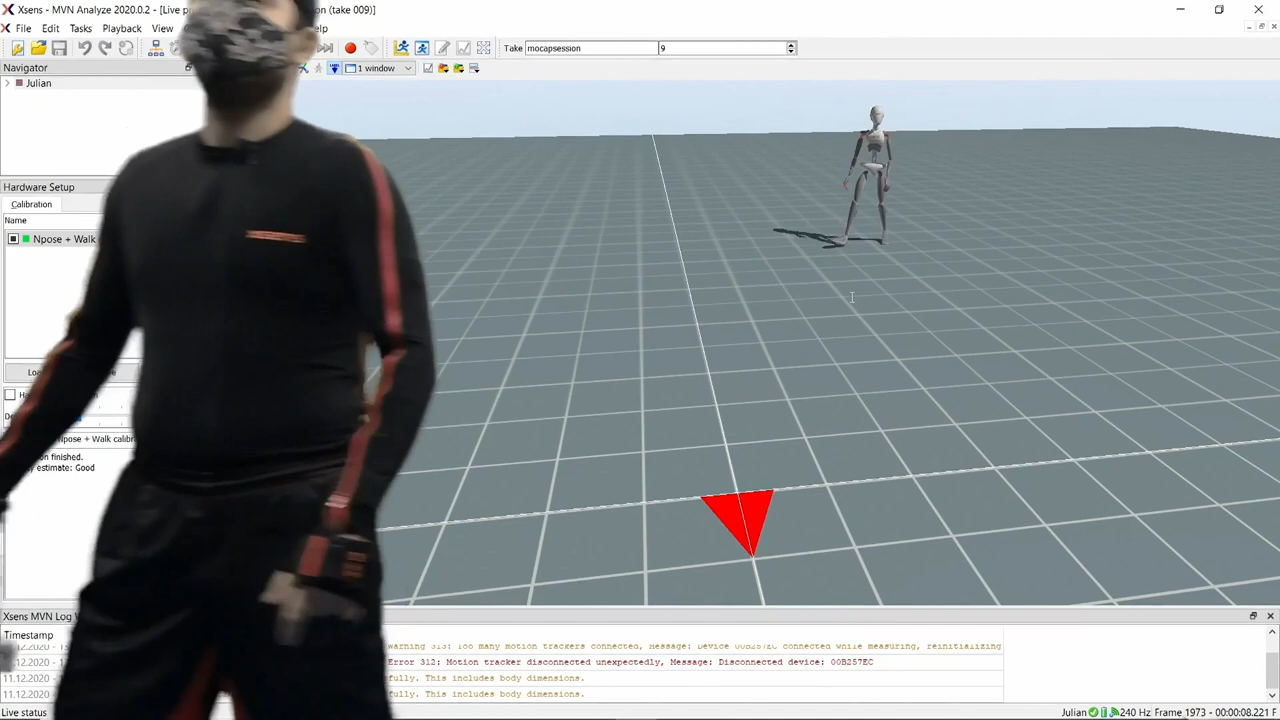 Xsens - MVN Analyze 2020.0.2 - [Live (take 009)]
File Edit Tasks Playback View
Take mocapsession 9
Navigator
1 window
Julian
Hardware Setup
Calibration
Name
Npose + Walk
Npose + Walk
finished.
estimate: Good
Xsens MVN Log
Timestamp
11.12.2020 - Warning 313: Too many motion trackers connected, Message: Device 00B257EC connected while measuring, reinitializing
11.12.2020 - Error 312: Motion tracker disconnected unexpectedly, Message: Disconnected device: 00B257EC
11.12.2020 This includes body dimensions.
11.12.2020 This includes body dimensions.
Live status Julian 240 Hz Frame 1973 - 00:00:08.221 F